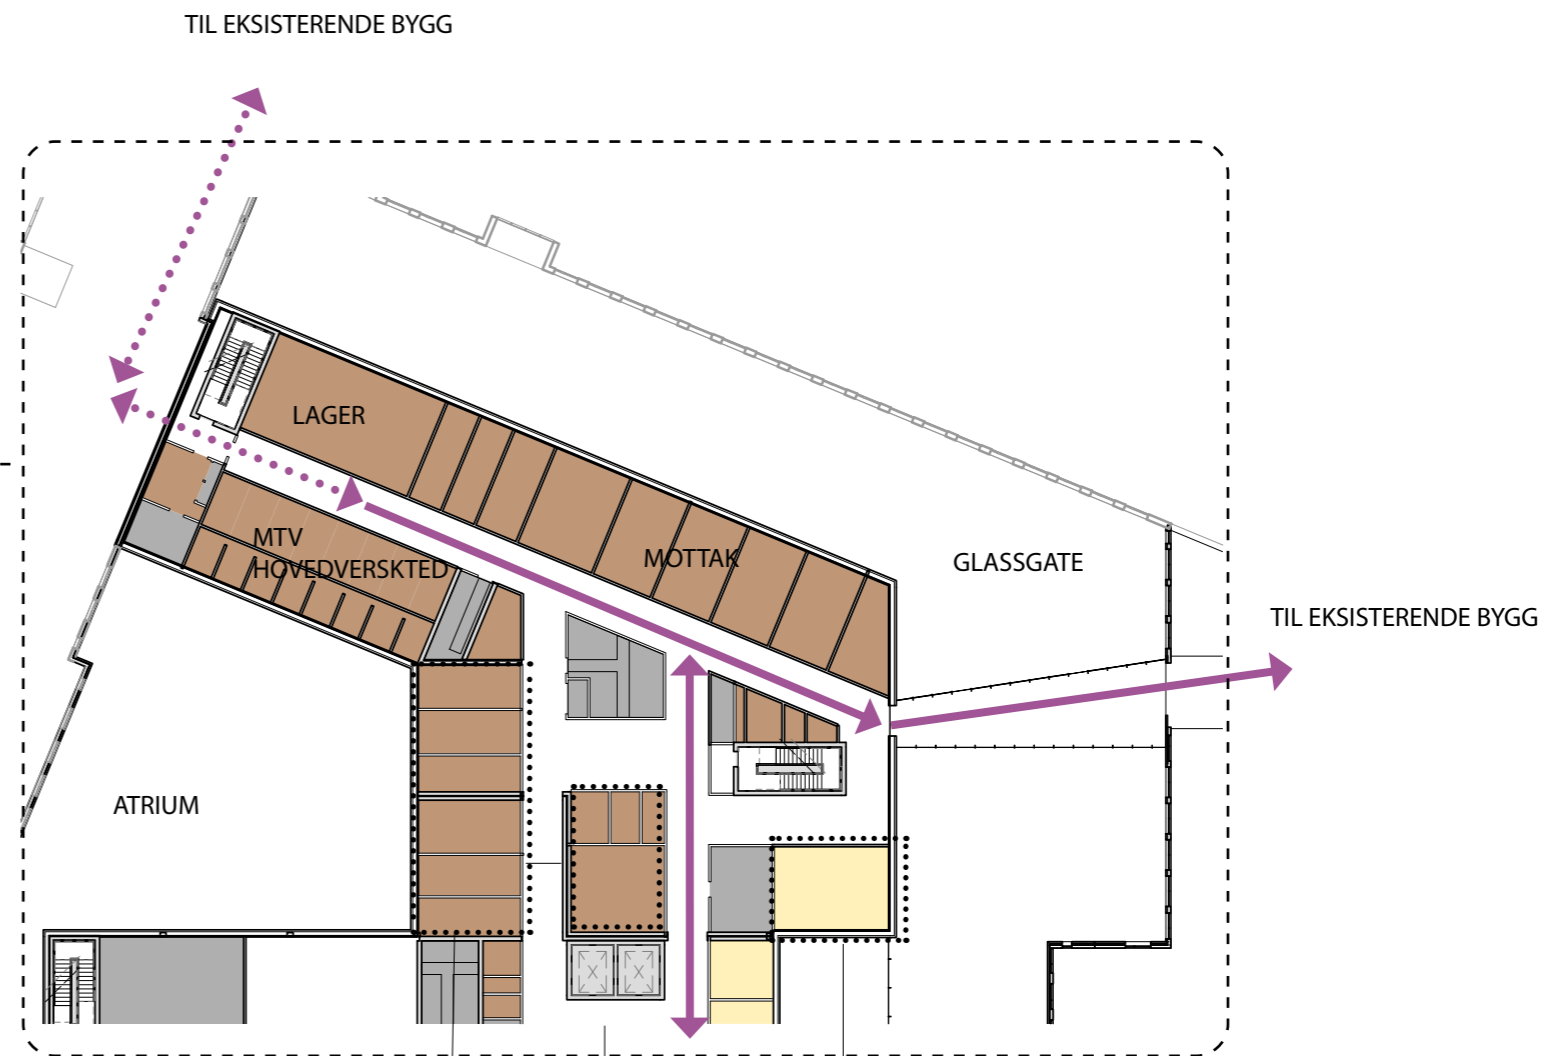 TIL EKSISTERENDE BYGG
LAGER
MTV
HOVEDVERSKTED
MOTTAK
GLASSGATE
TIL EKSISTERENDE BYGG
ATRIUM